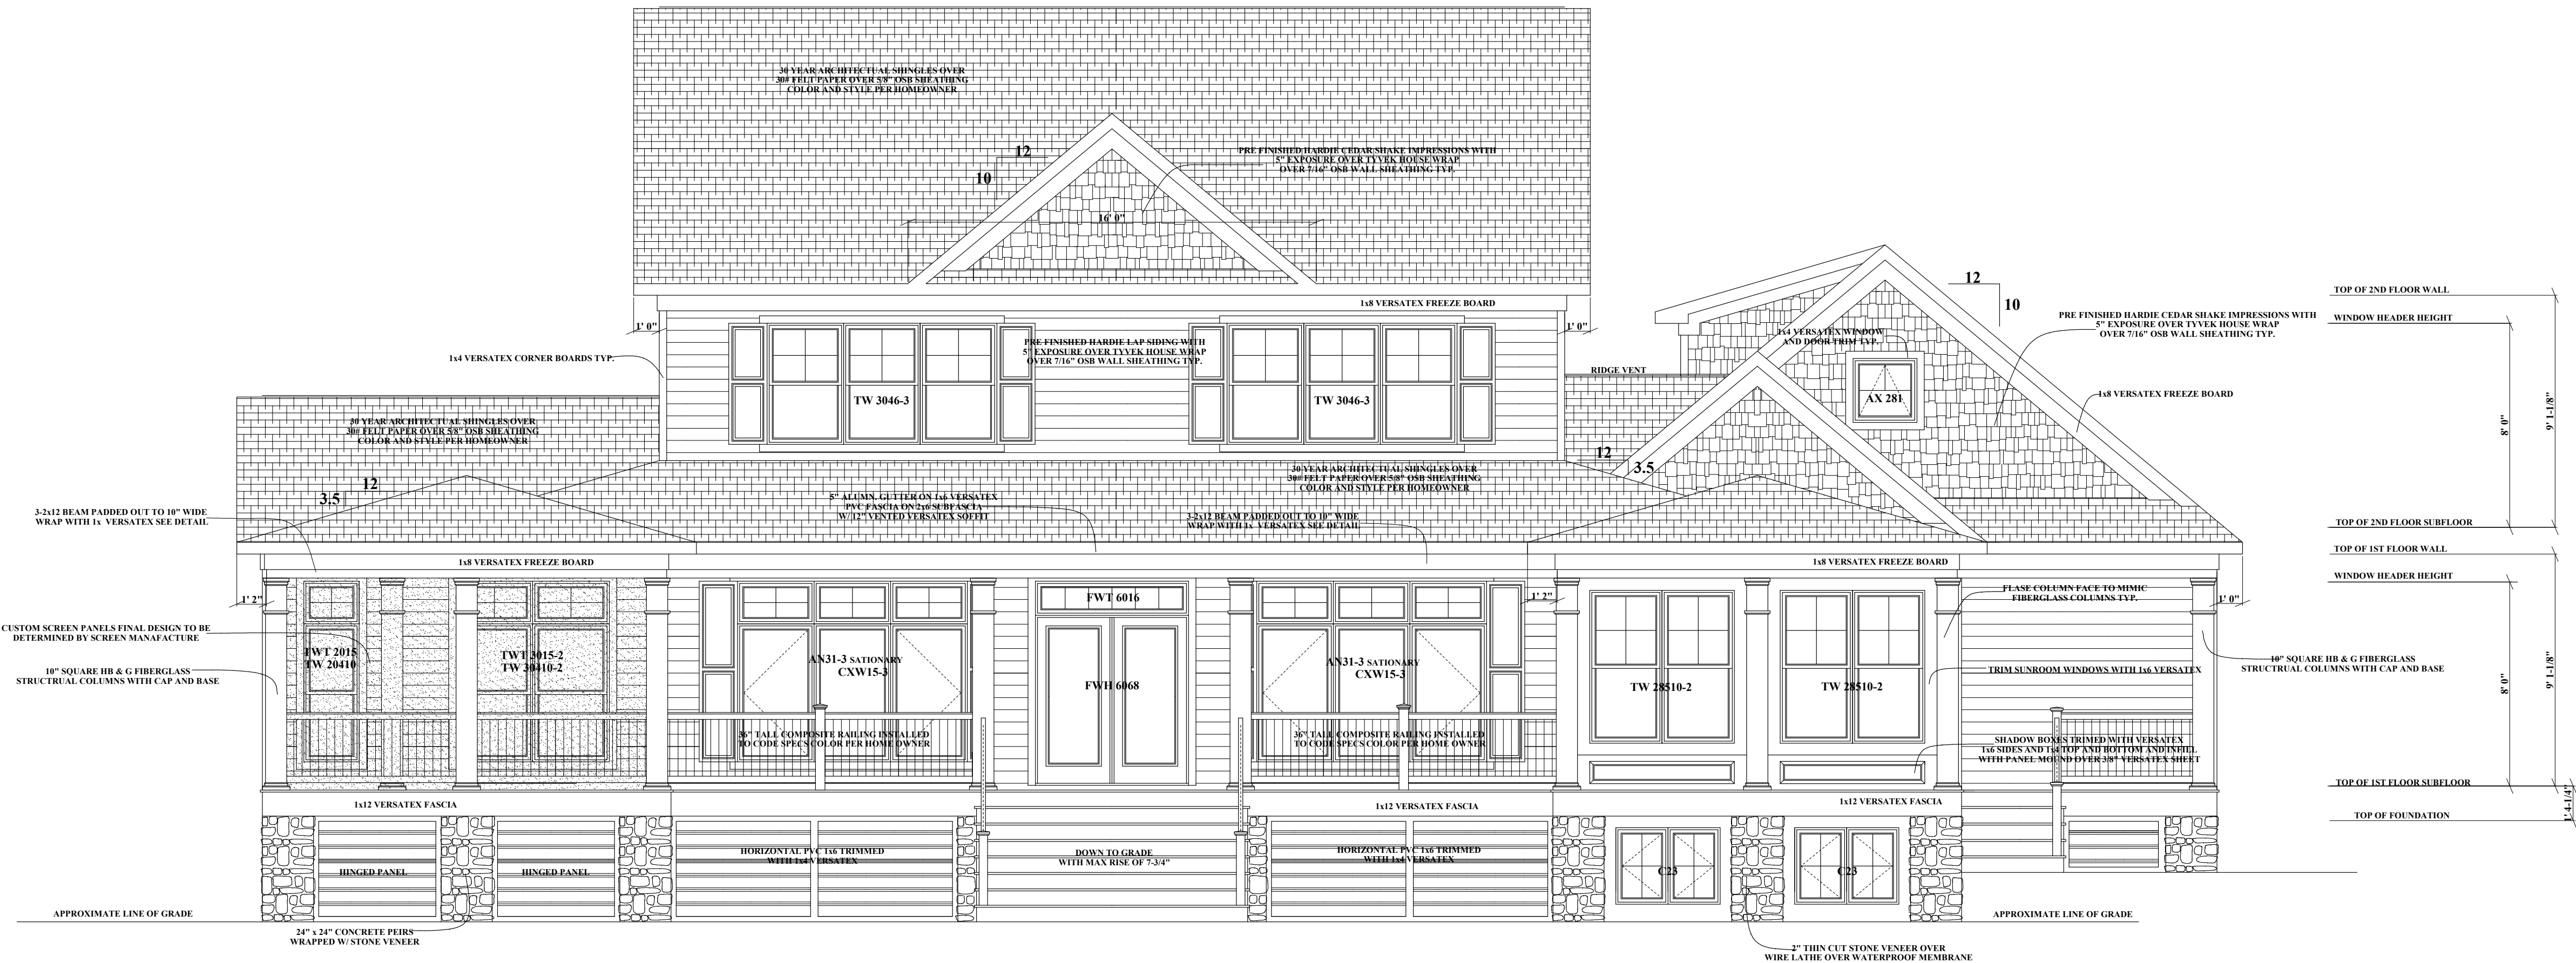 30 YEAR ARCHITECTUAL SHINGLES OVER
30# FELT PAPER OVER 5/8" OSB SHEATHING
COLOR AND STYLE PER HOMEOWNER
12
10
PRE FINISHED HARDIE CEDAR SHAKE IMPRESSIONS WITH
5" EXPOSURE OVER TYVEK HOUSE WRAP
OVER 7/16" OSB WALL SHEATHING TYP.
16' 0"
1x8 VERSATEX FREEZE BOARD
1' 0"
1' 0"
1x4 VERSATEX CORNER BOARDS TYP.
PRE FINISHED HARDIE LAP SIDING WITH
5" EXPOSURE OVER TYVEK HOUSE WRAP
OVER 7/16" OSB WALL SHEATHING TYP.
TW 3046-3
TW 3046-3
RIDGE VENT
12
10
1x4 VERSATEX WINDOW
AND DOOR TRIM TYP.
AX 281
PRE FINISHED HARDIE CEDAR SHAKE IMPRESSIONS WITH
5" EXPOSURE OVER TYVEK HOUSE WRAP
OVER 7/16" OSB WALL SHEATHING TYP.
1x8 VERSATEX FREEZE BOARD
TOP OF 2ND FLOOR WALL
WINDOW HEADER HEIGHT
8' 0"
9' 1-1/8"
TOP OF 2ND FLOOR SUBFLOOR
30 YEAR ARCHITECTUAL SHINGLES OVER
30# FELT PAPER OVER 5/8" OSB SHEATHING
COLOR AND STYLE PER HOMEOWNER
12
3.5
12
3.5
30 YEAR ARCHITECTUAL SHINGLES OVER
30# FELT PAPER OVER 5/8" OSB SHEATHING
COLOR AND STYLE PER HOMEOWNER
5" ALUMN. GUTTER ON 1x6 VERSATEX
PVC FASCIA ON 2x6 SUBFASCIA
W/ 12" VENTED VERSATEX SOFFIT
3-2x12 BEAM PADDED OUT TO 10" WIDE
WRAP WITH 1x VERSATEX SEE DETAIL
3-2x12 BEAM PADDED OUT TO 10" WIDE
WRAP WITH 1x VERSATEX SEE DETAIL
TOP OF 1ST FLOOR WALL
WINDOW HEADER HEIGHT
8' 0"
9' 1-1/8"
TOP OF 1ST FLOOR SUBFLOOR
1' 4-1/4"
TOP OF FOUNDATION
1x8 VERSATEX FREEZE BOARD
1x8 VERSATEX FREEZE BOARD
1' 2"
1' 2"
1' 0"
FLASE COLUMN FACE TO MIMIC
FIBERGLASS COLUMNS TYP.
CUSTOM SCREEN PANELS FINAL DESIGN TO BE
DETERMINED BY SCREEN MANAFACTURE
10" SQUARE HB & G FIBERGLASS
STRUCTRUAL COLUMNS WITH CAP AND BASE
TWT 2015
TW 20410
TWT 3015-2
TW 30410-2
AN31-3 STATIONARY
CXW15-3
FWT 6016
FWH 6068
AN31-3 STATIONARY
CXW15-3
TW 28510-2
TW 28510-2
TRIM SUNROOM WINDOWS WITH 1x6 VERSATEX
10" SQUARE HB & G FIBERGLASS
STRUCTRUAL COLUMNS WITH CAP AND BASE
36" TALL COMPOSITE RAILING INSTALLED
TO CODE SPECS COLOR PER HOME OWNER
36" TALL COMPOSITE RAILING INSTALLED
TO CODE SPECS COLOR PER HOME OWNER
SHADOW BOXES TRIMED WITH VERSATEX
1x6 SIDES AND 1x4 TOP AND BOTTOM AND INFILL
WITH PANEL MOUND OVER 3/8" VERSATEX SHEET
1x12 VERSATEX FASCIA
1x12 VERSATEX FASCIA
1x12 VERSATEX FASCIA
HINGED PANEL
HINGED PANEL
HORIZONTAL PVC 1x6 TRIMMED
WITH 1x4 VERSATEX
DOWN TO GRADE
WITH MAX RISE OF 7-3/4"
HORIZONTAL PVC 1x6 TRIMMED
WITH 1x4 VERSATEX
C23
C23
APPROXIMATE LINE OF GRADE
APPROXIMATE LINE OF GRADE
24" x 24" CONCRETE PEIRS
WRAPPED W/ STONE VENEER
2" THIN CUT STONE VENEER OVER
WIRE LATHE OVER WATERPROOF MEMBRANE